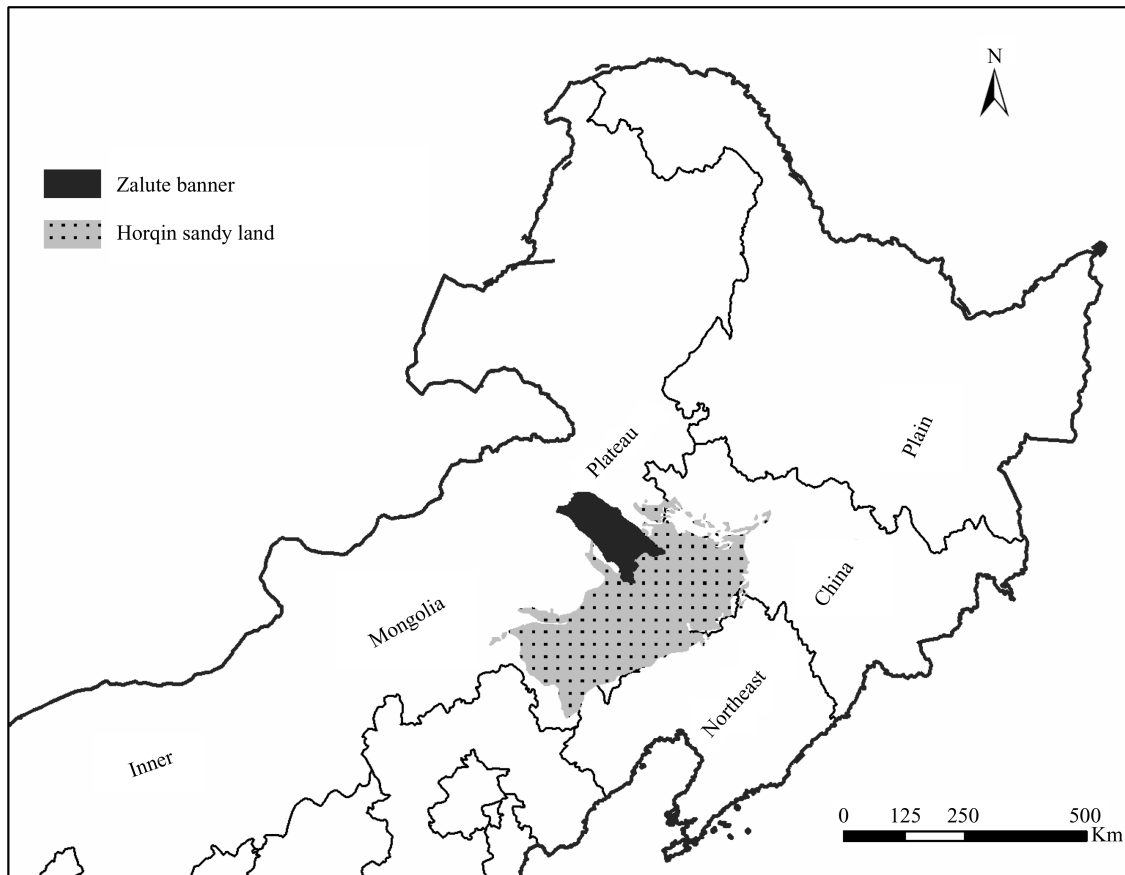 N
Zalute banner
Horqin sandy land
Plateau
Plain
Mongolia
China
Northeast
Inner
0 125 250 500
Km